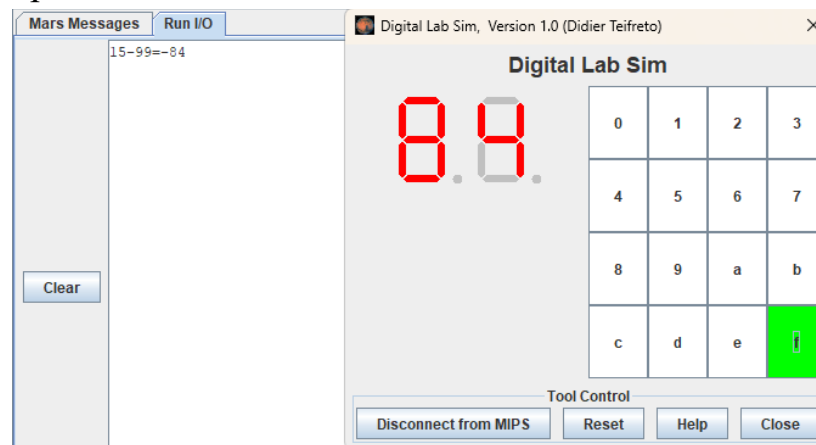 Mars Messages Run I/O
15-99=-84
Clear
Digital Lab Sim, Version 1.0 (Didier Teifreto)
Digital Lab Sim
84
0 1 2 3
4 5 6 7
8 9 a b
c d e f
Tool Control
Disconnect from MIPS Reset Help Close